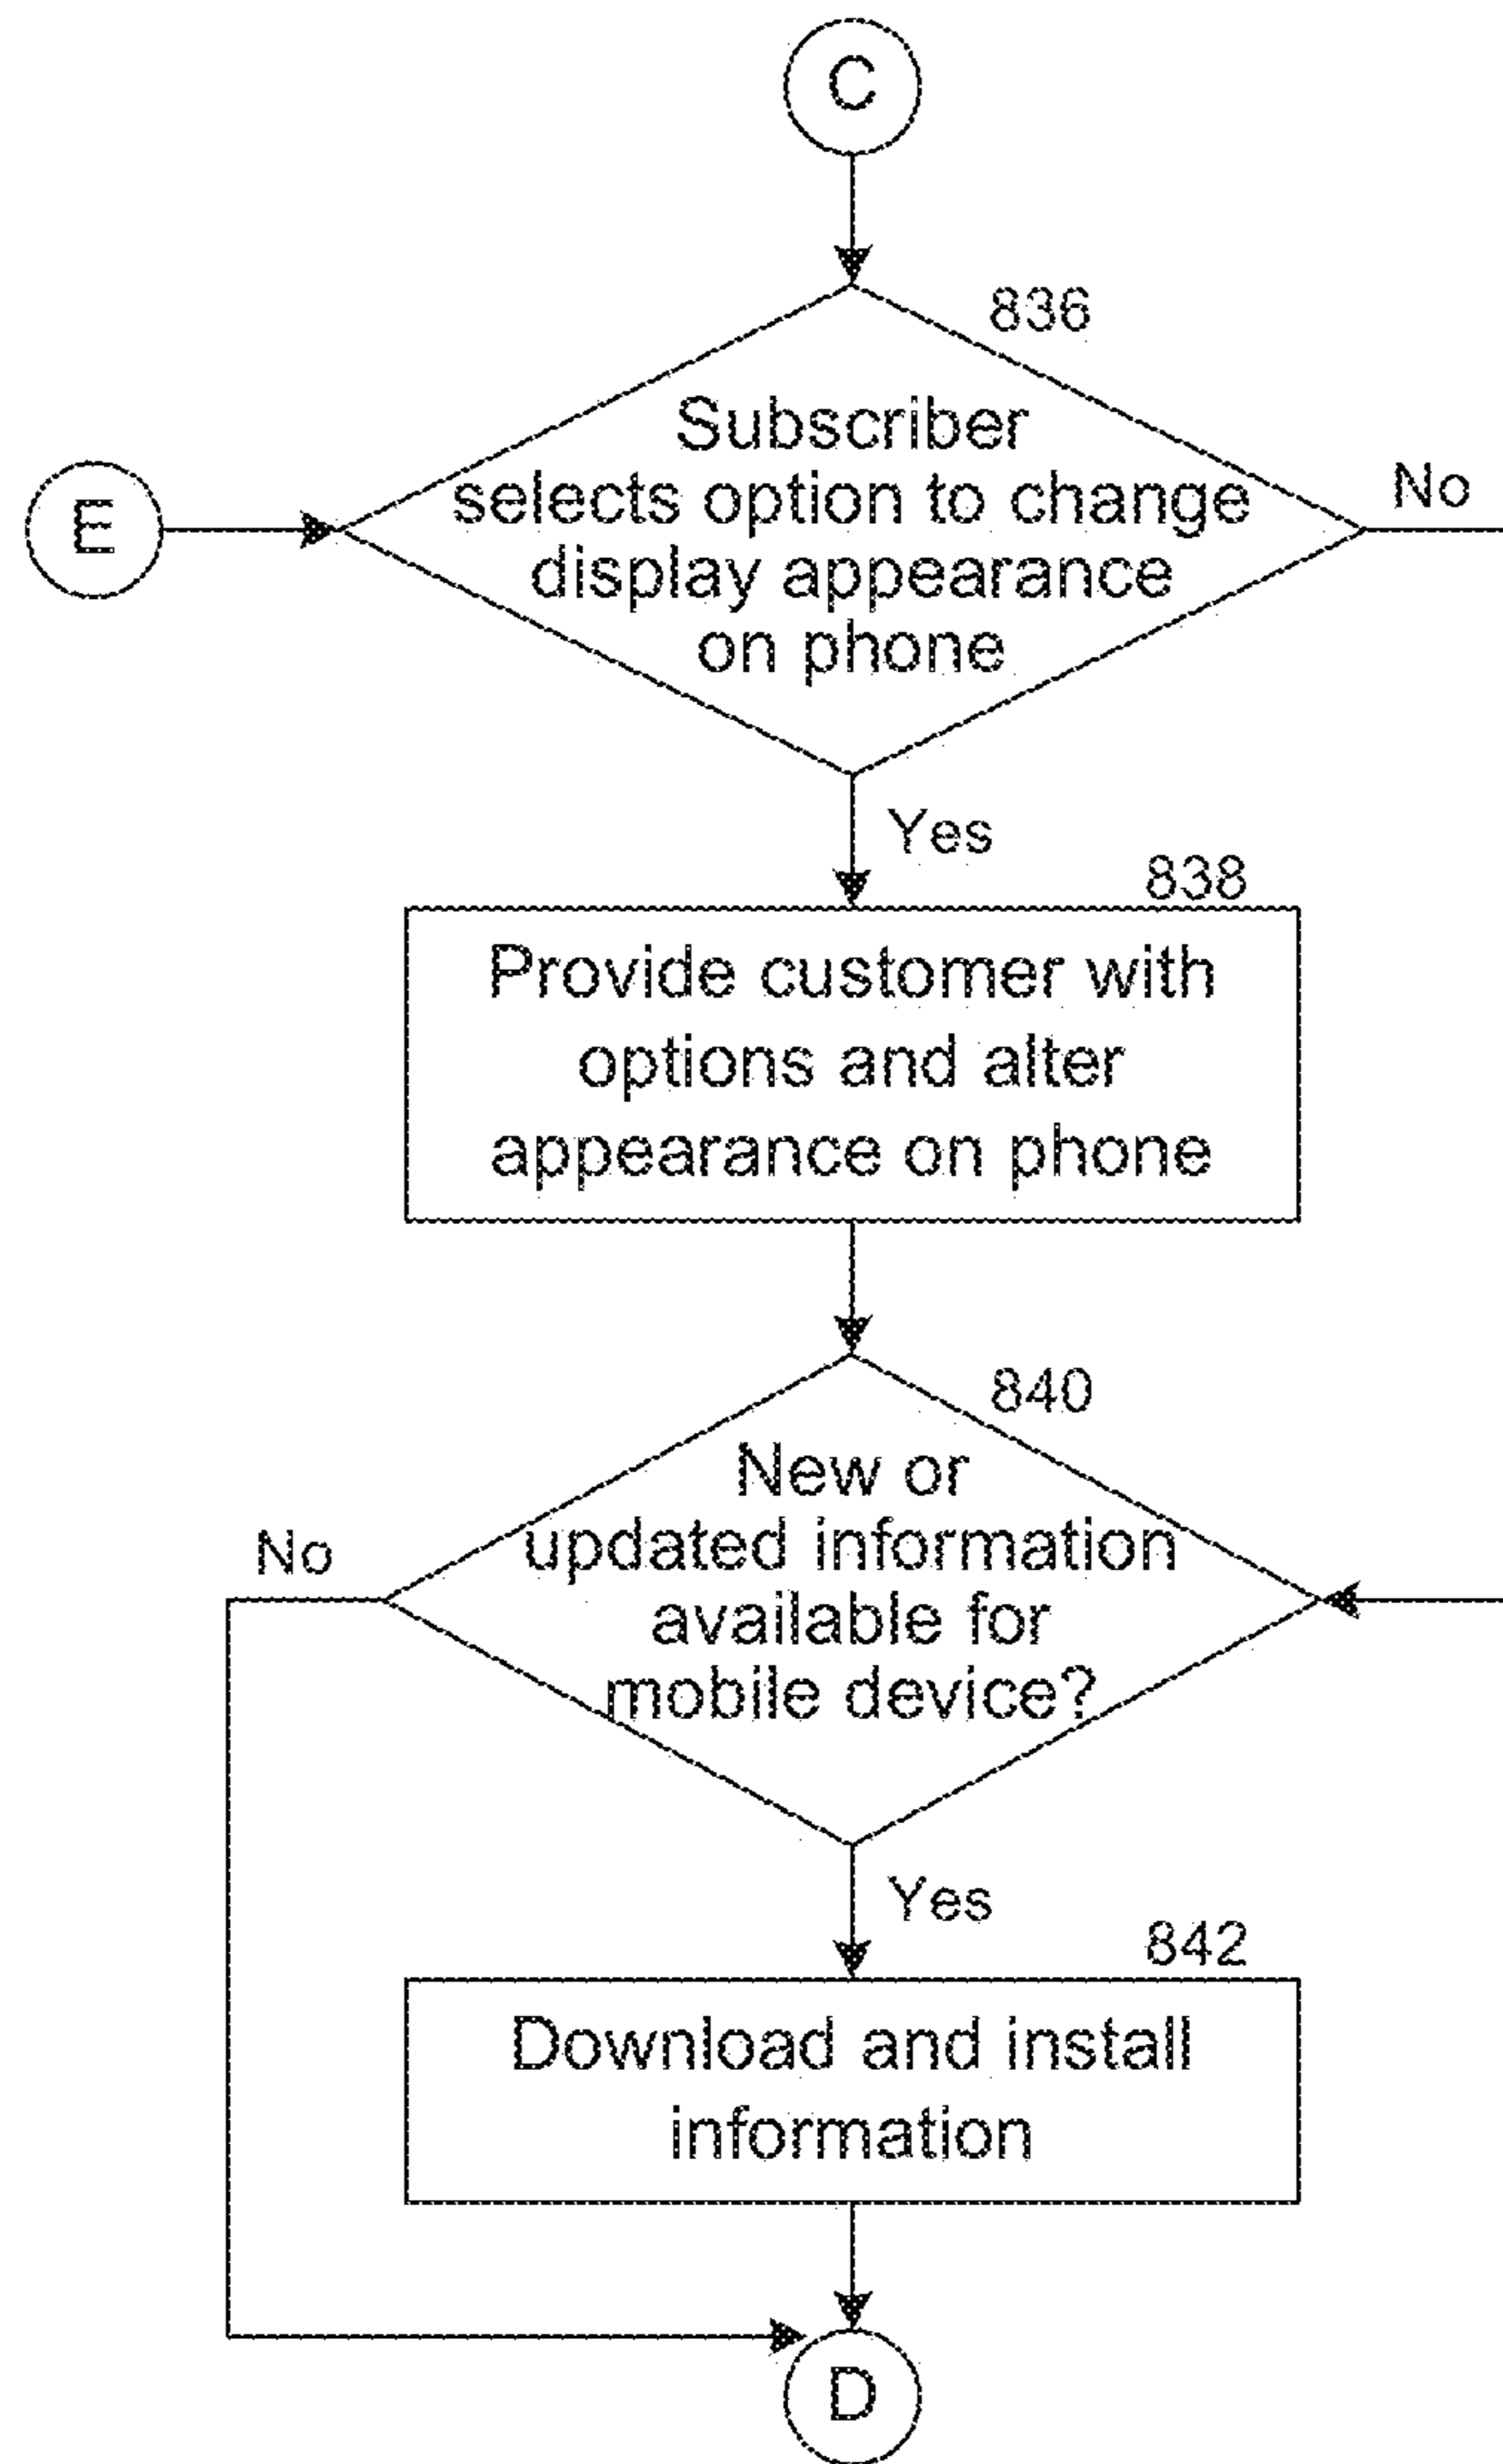 C
836
Subscriber
selects option to change
display appearance
on phone
No
E
Yes
838
Provide customer with
options and alter
appearance on phone
840
New or
updated information
available for
mobile device?
No
Yes
842
Download and install
information
D